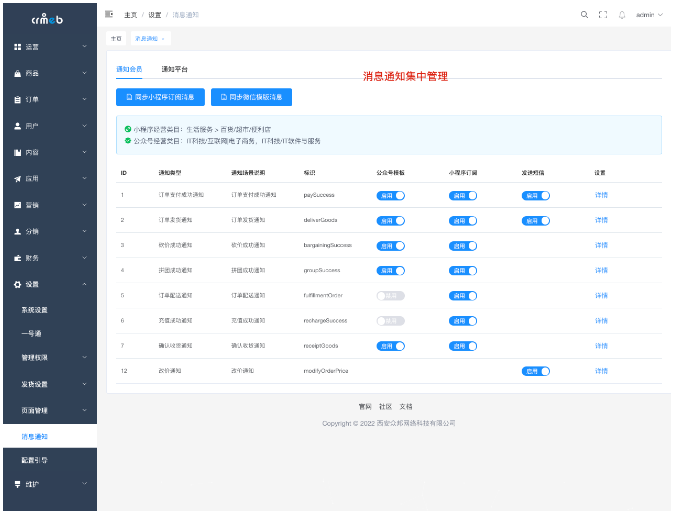 crmeb
主页 / 设置 / 消息通知
admin
主页
消息通知
运营
商品
订单
用户
内容
应用
营销
分销
财务
设置
系统设置
一号通
管理权限
发货设置
页面管理
消息通知
配置引导
维护
通知会员 通知平台
消息通知集中管理
同步小程序订阅消息 同步微信模版消息
小程序经营类目：生活服务 > 百货/超市/便利店
公众号经营类目：IT科技/互联网|电子商务，IT科技/IT软件与服务
ID 通知类型 通知场景说明 标识 公众号模板 小程序订阅 发送短信 设置
1 订单支付成功通知 订单支付成功通知 paySuccess 启用 启用 启用 详情
2 订单发货通知 订单发货通知 deliverGoods 启用 启用 启用 详情
3 砍价成功通知 砍价成功通知 bargainingSuccess 启用 启用 详情
4 拼团成功通知 拼团成功通知 groupSuccess 启用 启用 详情
5 订单配送通知 订单配送通知 fulfillmentOrder 启用 详情
6 充值成功通知 充值成功通知 rechargeSuccess 启用 详情
7 确认收货通知 确认收货通知 receiptGoods 启用 启用 详情
12 改价通知 改价通知 modifyOrderPrice 启用 详情
官网 社区 文档
Copyright © 2022 西安众邦网络科技有限公司